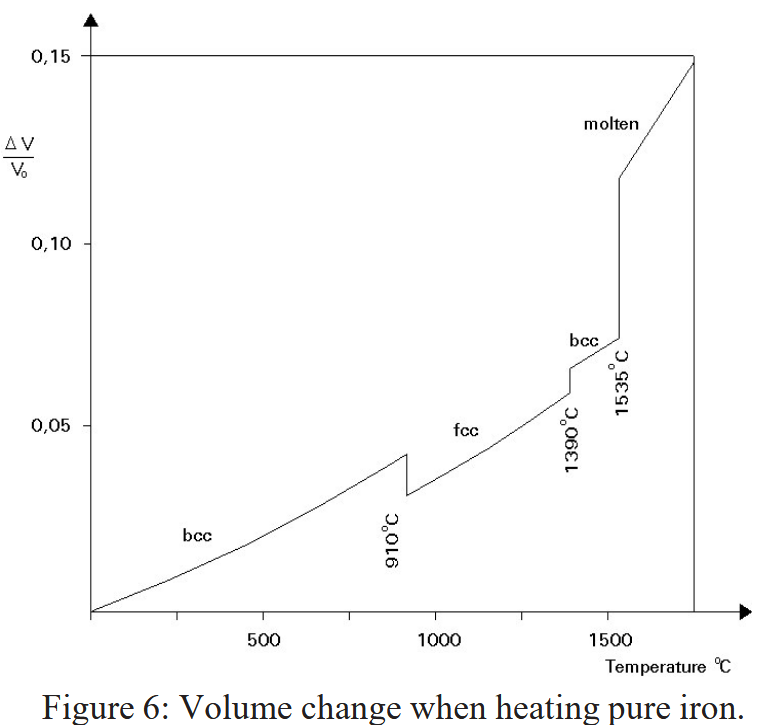 0,15
molten
Δ V
V₀
0,10
bcc
1535°C
0,05
fcc
1390°C
bcc
910°C
500
1000
1500
Temperature °C
Figure 6: Volume change when heating pure iron.